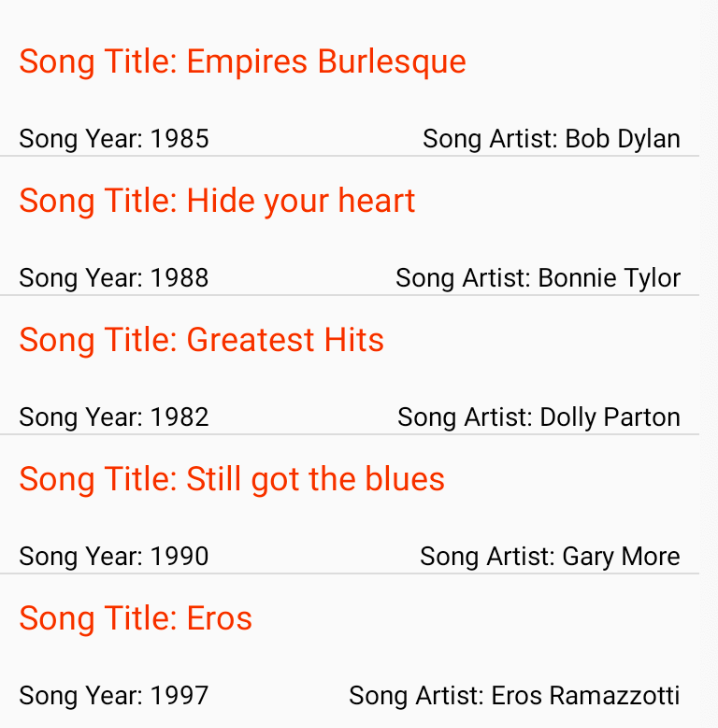 Song Title: Empires Burlesque
Song Year: 1985 Song Artist: Bob Dylan
Song Title: Hide your heart
Song Year: 1988 Song Artist: Bonnie Tylor
Song Title: Greatest Hits
Song Year: 1982 Song Artist: Dolly Parton
Song Title: Still got the blues
Song Year: 1990 Song Artist: Gary More
Song Title: Eros
Song Year: 1997 Song Artist: Eros Ramazzotti